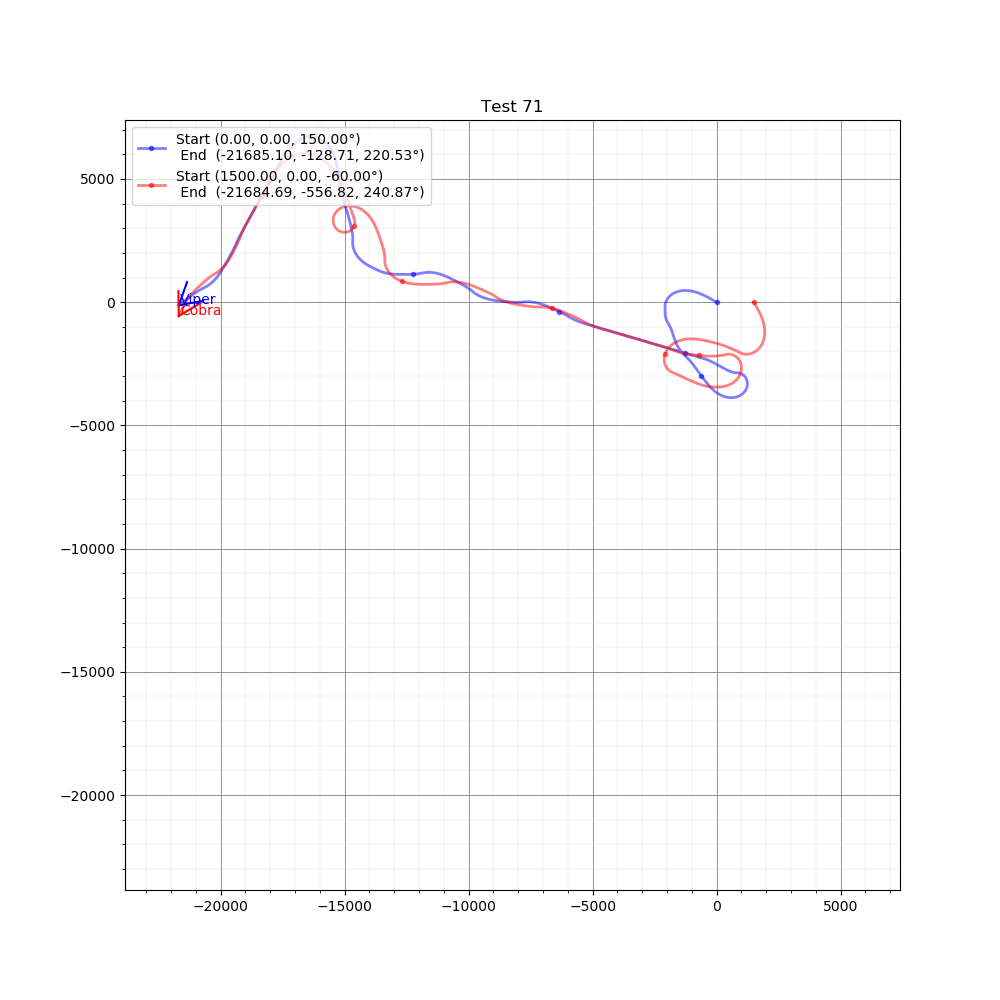 Test 71
Start (0.00, 0.00, 150.00°)
End (-21685.10, -128.71, 220.53°)
Start (1500.00, 0.00, -60.00°)
End (-21684.69, -556.82, 240.87°)
5000
0
−5000
−10000
−15000
−20000
Viper
Cobra
−20000
−15000
−10000
−5000
0
5000